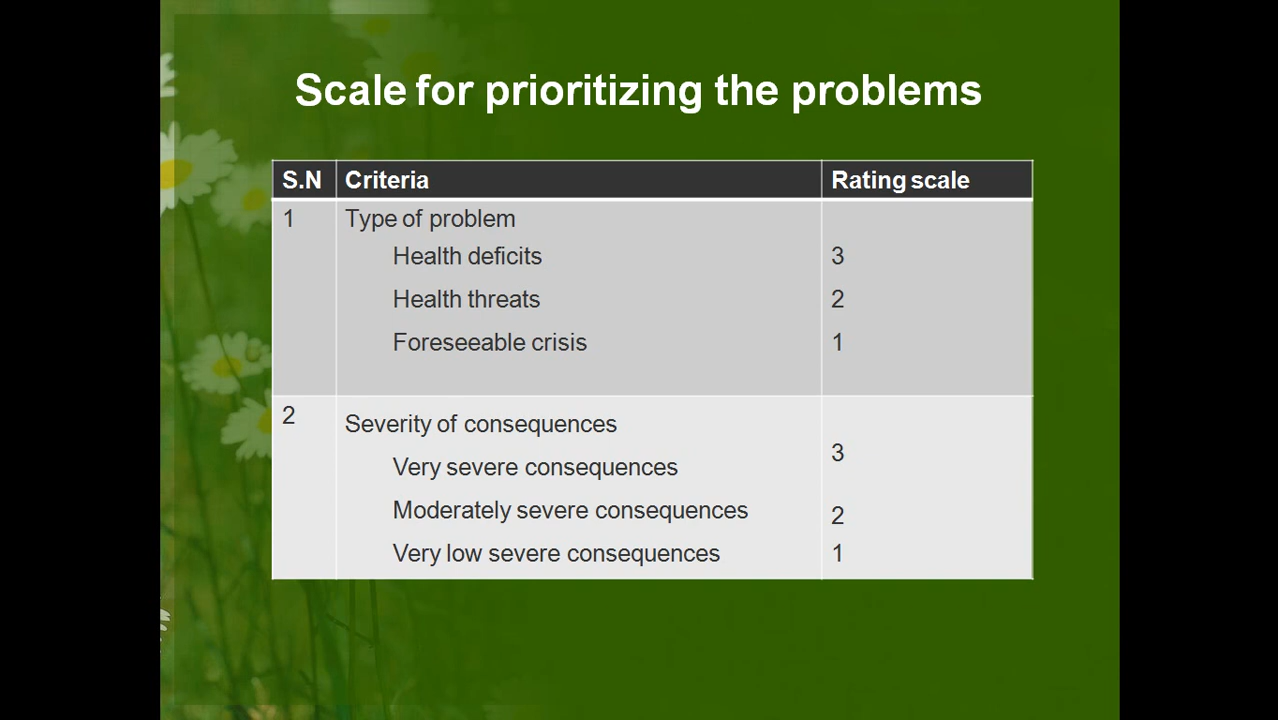 Scale for prioritizing the problems
S.N Criteria Rating scale
1 Type of problem
Health deficits 3
Health threats 2
Foreseeable crisis 1
2 Severity of consequences
Very severe consequences 3
Moderately severe consequences 2
Very low severe consequences 1